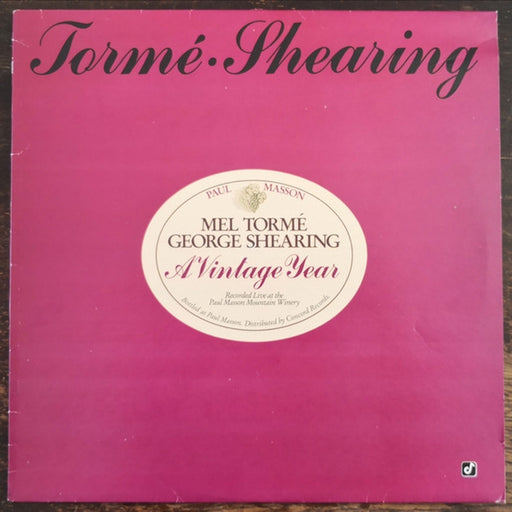 Tormé·Shearing
PAUL MASSON
MEL TORMÉ
GEORGE SHEARING
A Vintage Year
Recorded Live at the
Paul Masson Mountain Winery
Bottled at Paul Masson, Distributed by Concord Records